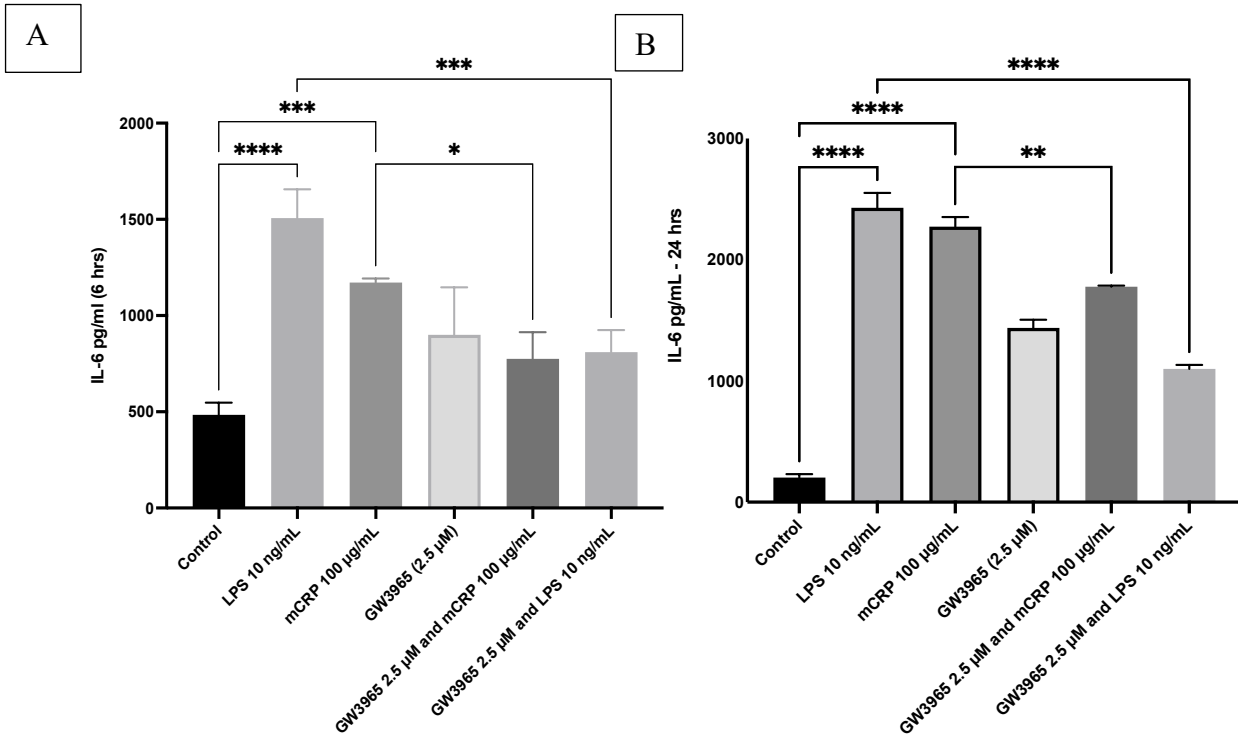 A
***
***
****
*
IL-6 pg/ml (6 hrs)
2000
1500
1000
500
0
Control
LPS 10 ng/mL
mCRP 100 µg/mL
GW3965 (2.5 µM)
GW3965 2.5 µM and mCRP 100 µg/mL
GW3965 2.5 µM and LPS 10 ng/mL
B
****
****
****
**
IL-6 pg/mL - 24 hrs
3000
2000
1000
0
Control
LPS 10 ng/mL
mCRP 100 µg/mL
GW3965 (2.5 µM)
GW3965 2.5 µM and mCRP 100 µg/mL
GW3965 2.5 µM and LPS 10 ng/mL